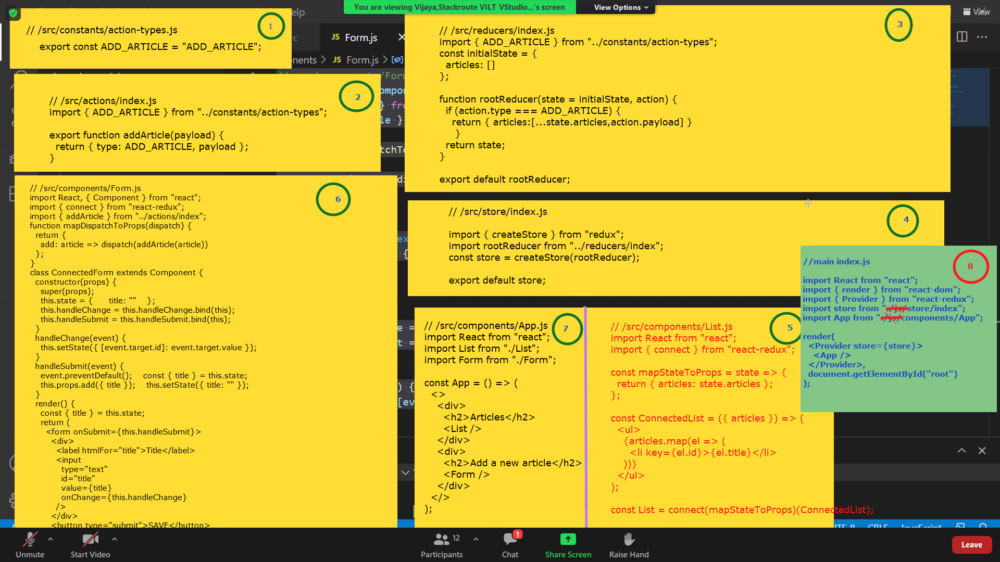 You are viewing Vijaya,Stackroute VILT VStudio...'s screen
View Options
View
// /src/constants/action-types.js
export const ADD_ARTICLE = "ADD_ARTICLE";
1
JS Form.js
JS Form.js
// /src/actions/index.js
import { ADD_ARTICLE } from "../constants/action-types";
export function addArticle(payload) {
return { type: ADD_ARTICLE, payload };
}
2
// /src/reducers/index.js
import { ADD_ARTICLE } from "../constants/action-types";
const initialState = {
articles: []
};
function rootReducer(state = initialState, action) {
if (action.type === ADD_ARTICLE) {
return { articles:[...state.articles,action.payload] }
}
return state;
}
export default rootReducer;
3
// /src/store/index.js
import { createStore } from "redux";
import rootReducer from "../reducers/index";
const store = createStore(rootReducer);
export default store;
4
// /src/components/Form.js
import React, { Component } from "react";
import { connect } from "react-redux";
import { addArticle } from "../actions/index";
function mapDispatchToProps(dispatch) {
return {
add: article => dispatch(addArticle(article))
};
}
class ConnectedForm extends Component {
constructor(props) {
super(props);
this.state = { title: "" };
this.handleChange = this.handleChange.bind(this);
this.handleSubmit = this.handleSubmit.bind(this);
}
handleChange(event) {
this.setState({ [event.target.id]: event.target.value });
}
handleSubmit(event) {
event.preventDefault(); const { title } = this.state;
this.props.add({ title }); this.setState({ title: "" });
}
render() {
const { title } = this.state;
return (
<form onSubmit={this.handleSubmit}>
<div>
<label htmlFor="title">Title</label>
<input
type="text"
id="title"
value={title}
onChange={this.handleChange}
/>
</div>
<button type="submit">SAVE</button>
6
// /src/components/App.js
import React from "react";
import List from "./List";
import Form from "./Form";
const App = () => (
<>
<div>
<h2>Articles</h2>
<List />
</div>
<div>
<h2>Add a new article</h2>
<Form />
</div>
</>
);
7
// /src/components/List.js
import React from "react";
import { connect } from "react-redux";
const mapStateToProps = state => {
return { articles: state.articles };
};
const ConnectedList = ({ articles }) => (
<ul>
{articles.map(el => (
<li key={el.id}>{el.title}</li>
))}
</ul>
);
const List = connect(mapStateToProps)(ConnectedList);
5
//main index.js
import React from "react";
import { render } from "react-dom";
import { Provider } from "react-redux";
import store from "./js/store/index";
import App from "./js/components/App";
render(
<Provider store={store}>
<App />
</Provider>,
document.getElementById("root")
);
8
Unmute
Start Video
Participants
12
Chat
1
Share Screen
Raise Hand
Leave